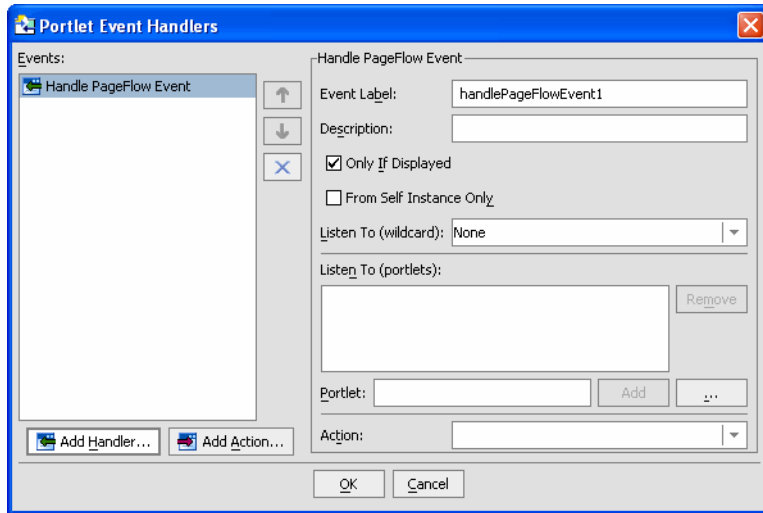 Portlet Event Handlers
Events:
Handle PageFlow Event
Add Handler...
Add Action...
Handle PageFlow Event
Event Label: handlePageFlowEvent1
Description:
Only If Displayed
From Self Instance Only
Listen To (wildcard): None
Listen To (portlets):
Remove
Portlet: Add ...
Action:
OK Cancel